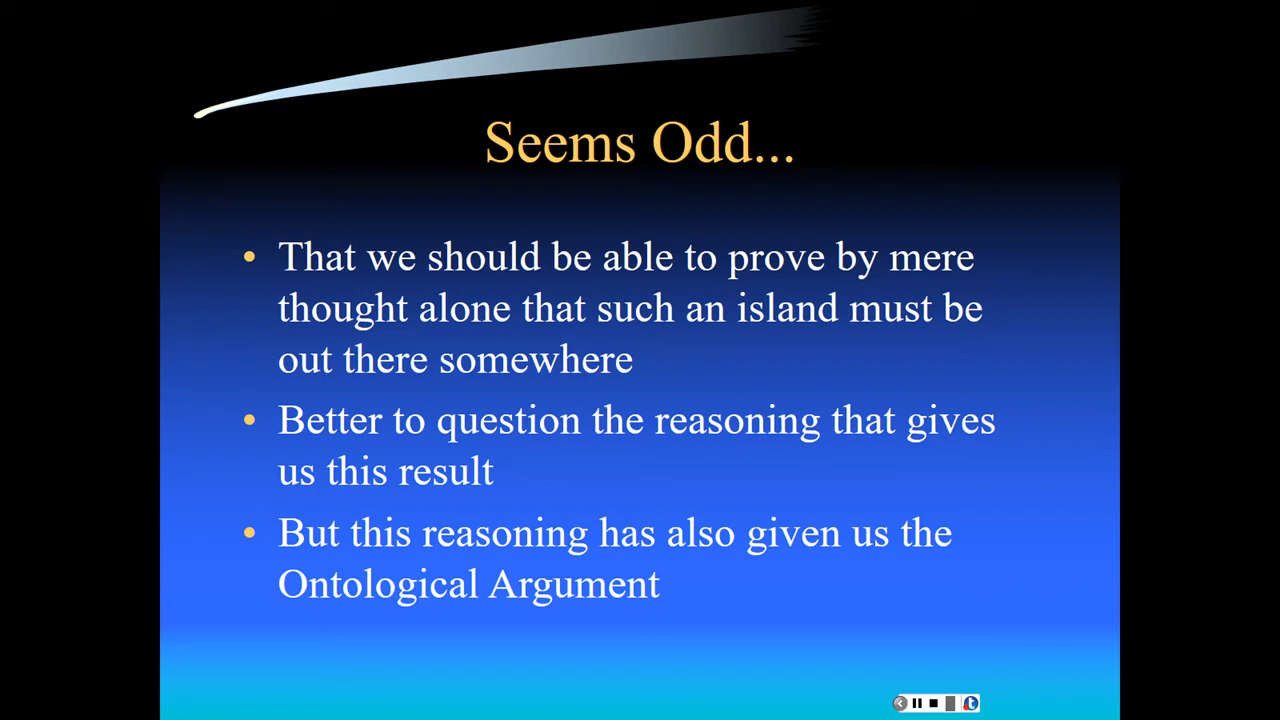 Seems Odd...
• That we should be able to prove by mere
thought alone that such an island must be
out there somewhere
• Better to question the reasoning that gives
us this result
• But this reasoning has also given us the
Ontological Argument